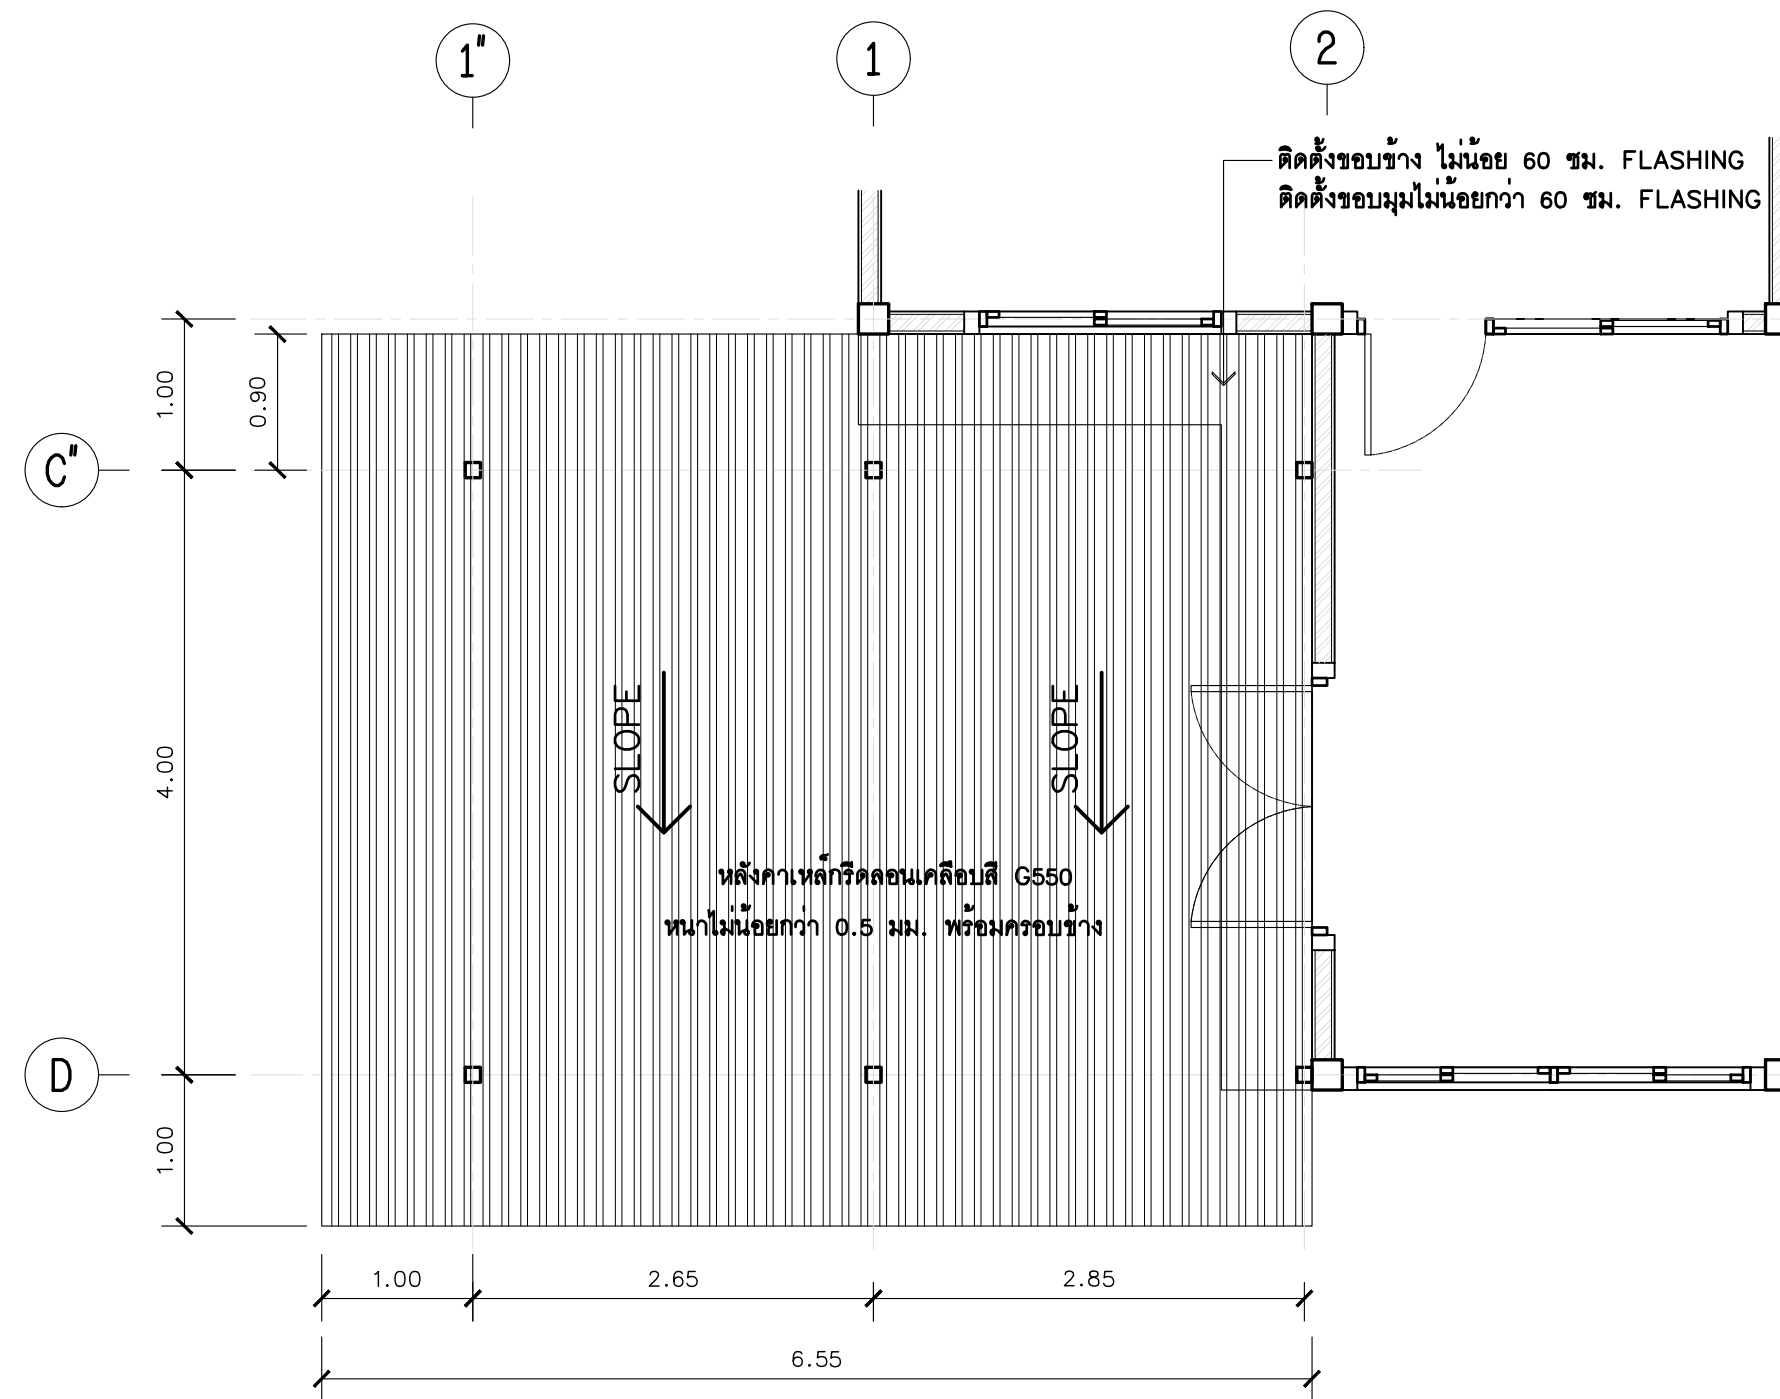 1"
1
2
ติดตั้งขอบข้าง ไม่น้อย 60 ซม. FLASHING
ติดตั้งขอบมุมไม่น้อยกว่า 60 ซม. FLASHING
1.00
0.90
C"
SLOPE
SLOPE
4.00
หลังคาเหล็กรีดลอนเคลือบสี G550
หนาไม่น้อยกว่า 0.5 มม. พร้อมครอบข้าง
D
1.00
1.00
2.65
2.85
6.55